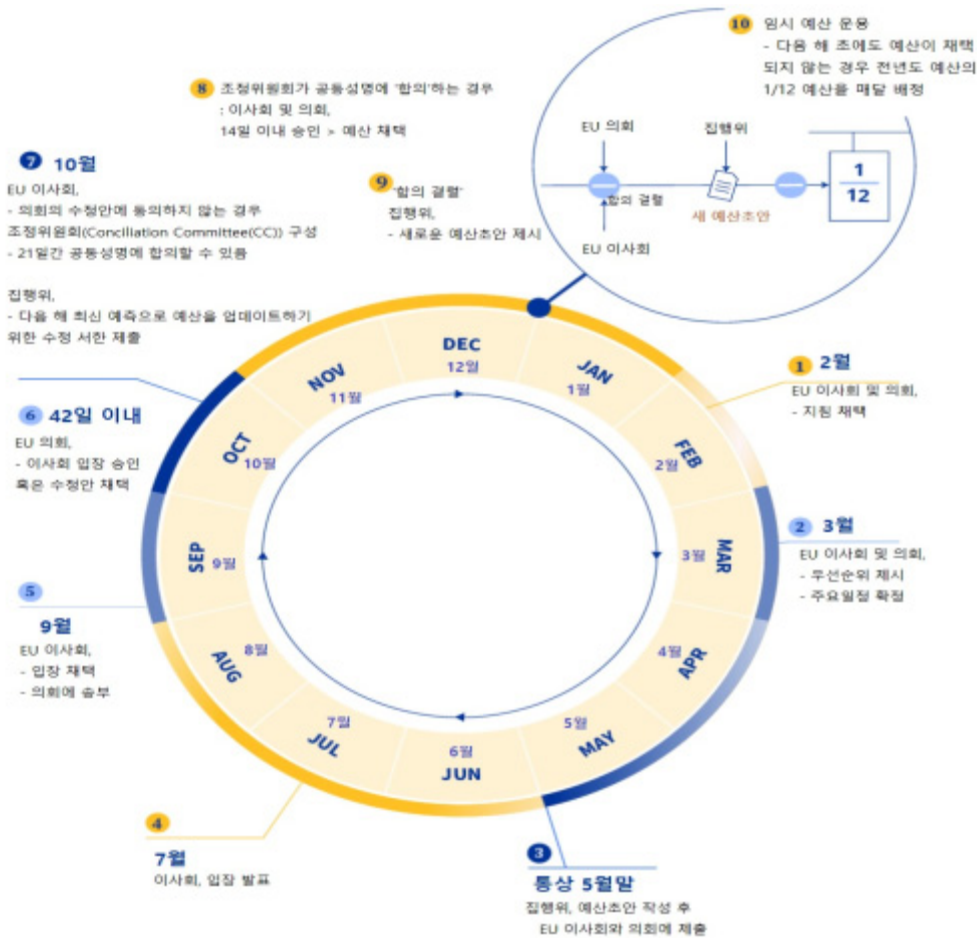 10 임시 예산 운용
- 다음 해 초에도 예산이 채택
되지 않는 경우 전년도 예산의
1/12 예산을 매달 배정
EU 의회
집행위
합의 결렬
새 예산초안
1
12
EU 이사회
8 조정위원회가 공동성명에 '합의'하는 경우
: 이사회 및 의회,
14일 이내 승인 > 예산 채택
9 '합의 결렬'
집행위,
- 새로운 예산초안 제시
7 10월
EU 이사회,
- 의회의 수정안에 동의하지 않는 경우
조정위원회(Conciliation Committee(CC)) 구성
- 21일간 공동성명에 합의할 수 있음
집행위,
- 다음 해 최신 예측으로 예산을 업데이트하기
위한 수정 서한 제출
6 42일 이내
EU 의회,
- 이사회 입장 승인
혹은 수정안 채택
5
9월
EU 이사회,
- 입장 채택
- 의회에 송부
4
7월
이사회, 입장 발표
3
통상 5월말
집행위, 예산초안 작성 후
EU 이사회와 의회에 제출
2 3월
EU 이사회 및 의회,
- 우선순위 제시
- 주요일정 확정
1 2월
EU 이사회 및 의회,
- 지침 채택
JAN
1월
FEB
2월
MAR
3월
APR
4월
MAY
5월
JUN
6월
JUL
7월
AUG
8월
SEP
9월
OCT
10월
NOV
11월
DEC
12월